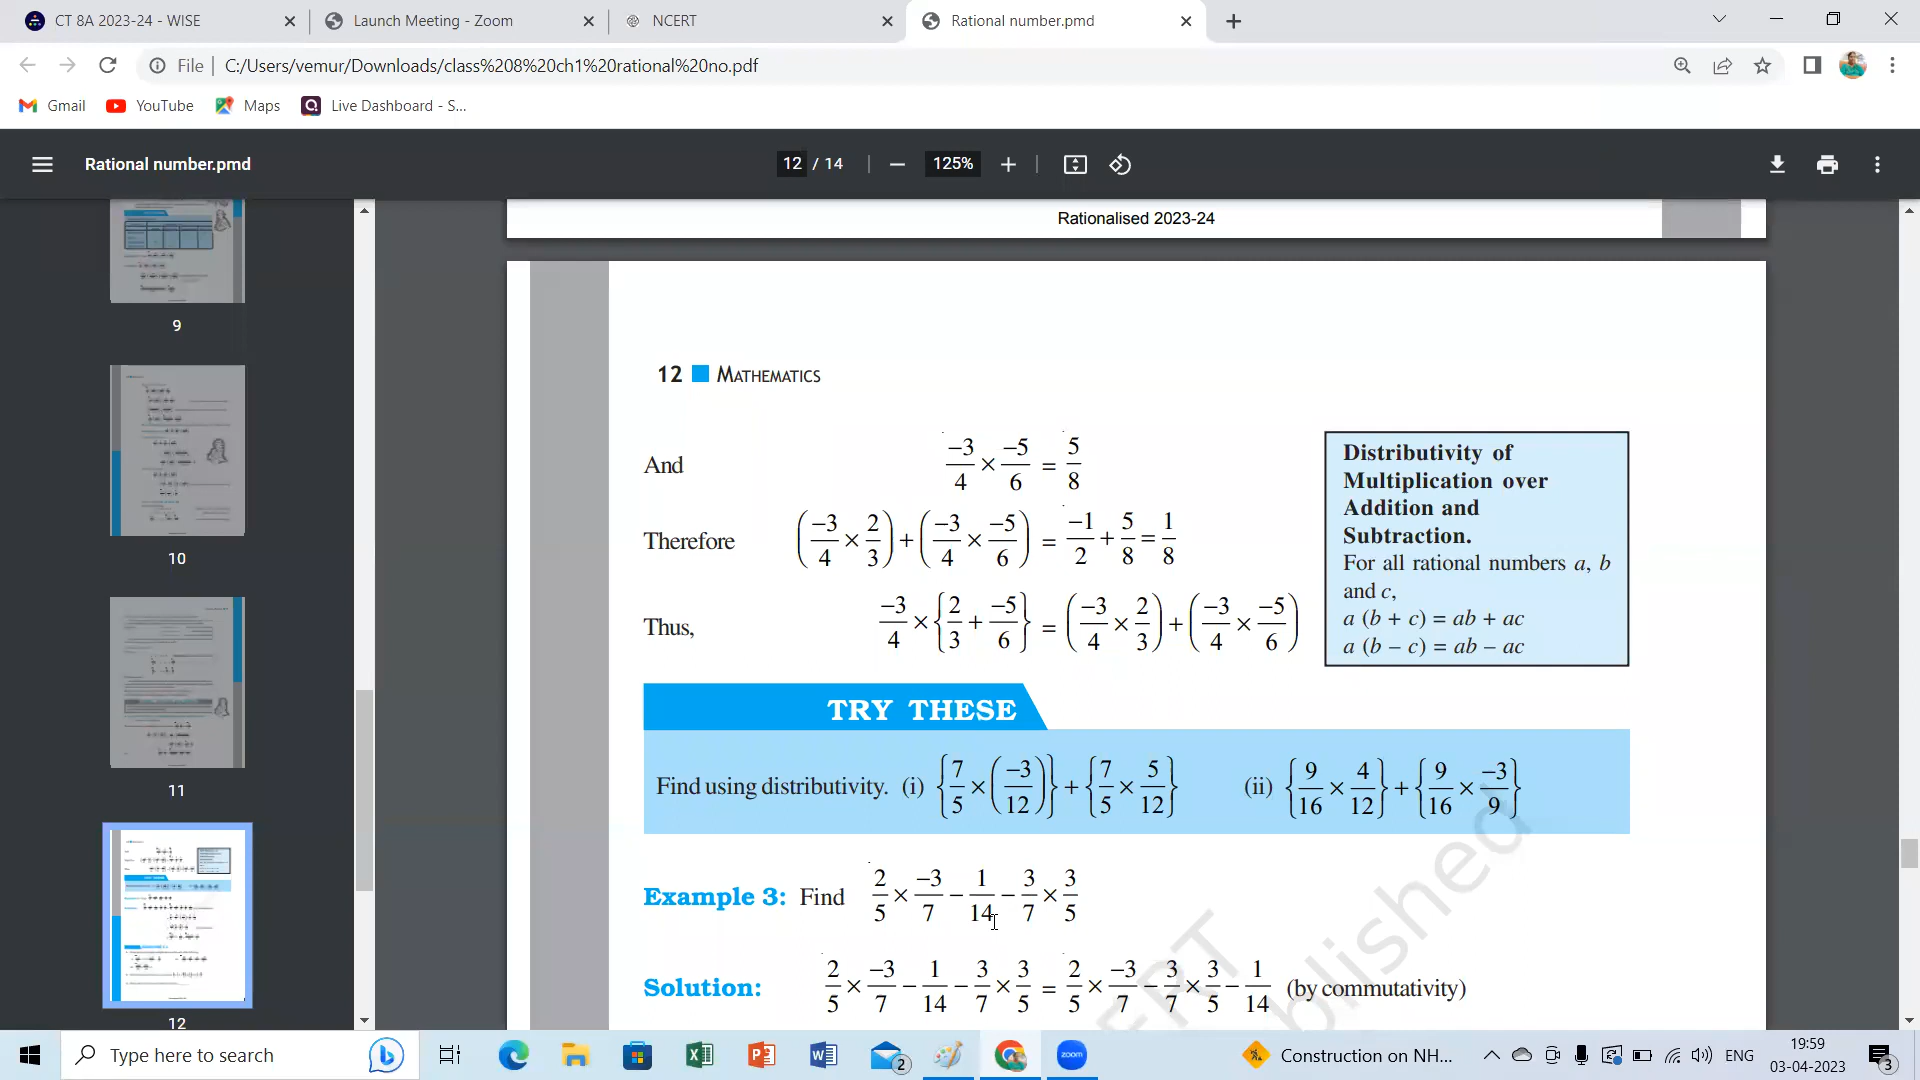 CT 8A 2023-24 - WISE
Launch Meeting - Zoom
NCERT
Rational number.pmd
File
C:/Users/vemur/Downloads/class%208%20ch1%20rational%20no.pdf
Gmail
YouTube
Maps
Live Dashboard - S...
Rational number.pmd
12 / 14
125%
9
10
11
12
Rationalised 2023-24
12 MATHEMATICS
And -3/4 × -5/6 = 5/8
Therefore (-3/4 × 2/3) + (-3/4 × -5/6) = -1/2 + 5/8 = 1/8
Thus, -3/4 × {2/3 + -5/6} = (-3/4 × 2/3) + (-3/4 × -5/6)
Distributivity of
Multiplication over
Addition and
Subtraction.
For all rational numbers a, b
and c,
a (b + c) = ab + ac
a (b – c) = ab – ac
TRY THESE
Find using distributivity. (i) {7/5 × (-3/12)} + {7/5 × 5/12} (ii) {9/16 × 4/12} + {9/16 × -3/9}
Example 3: Find 2/5 × -3/7 - 1/14 - 3/7 × 3/5
Solution: 2/5 × -3/7 - 1/14 - 3/7 × 3/5 = 2/5 × -3/7 - 3/7 × 3/5 - 1/14 (by commutativity)
Type here to search
2
zoom
Construction on NH...
ENG
19:59
03-04-2023
3